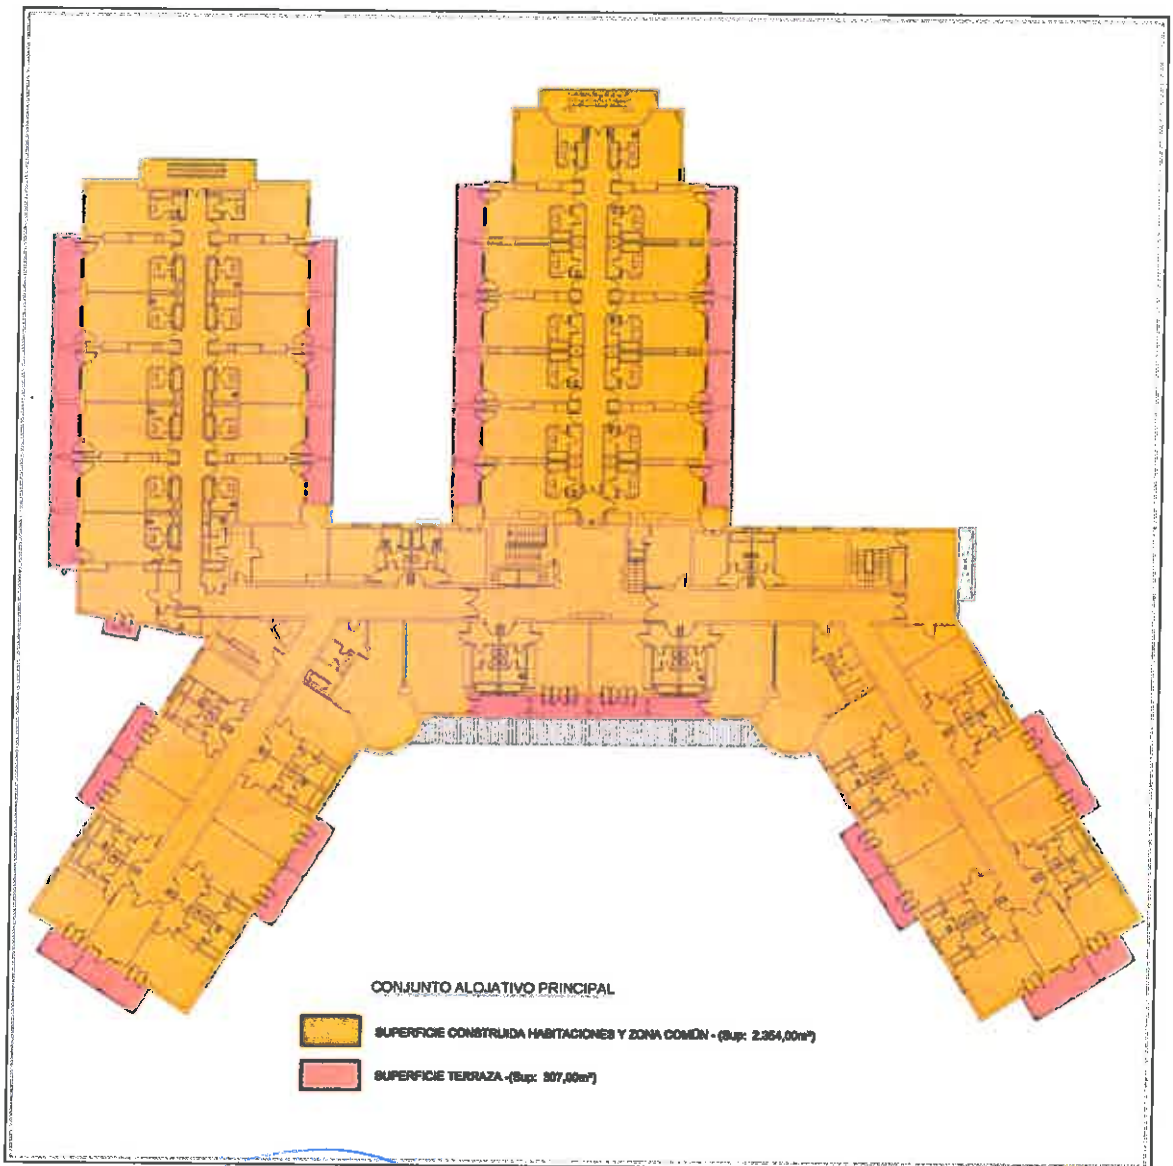 CONJUNTO ALOJATIVO PRINCIPAL
SUPERFICIE CONSTRUIDA HABITACIONES Y ZONA COMÚN - (Sup: 2.354,00m²)
SUPERFICIE TERRAZA -(Sup: 307,00m²)